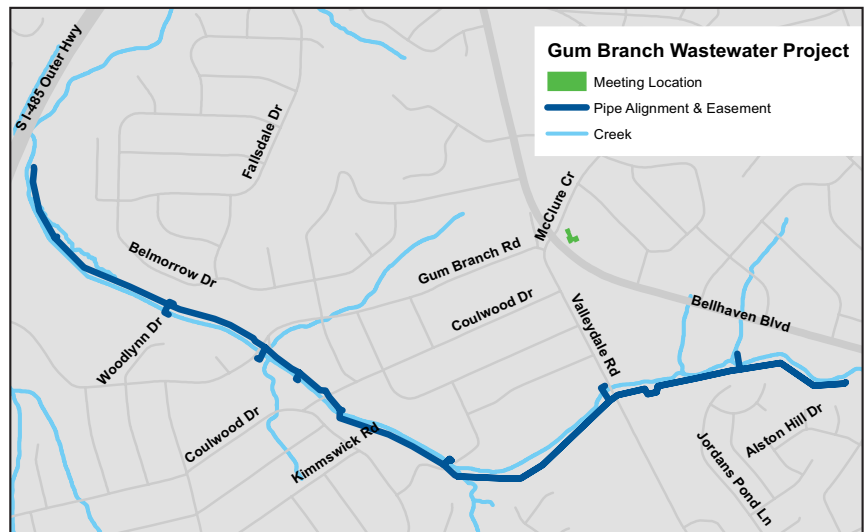 Gum Branch Wastewater Project
Meeting Location
Pipe Alignment & Easement
Creek
S I-485 Outer Hwy
Fallsdale Dr
McClure Cr
Belmorrow Dr
Gum Branch Rd
Coulwood Dr
Valleydale Rd
Bellhaven Blvd
Woodlynn Dr
Coulwood Dr
Kimmswick Rd
Jordans Pond Ln
Alston Hill Dr